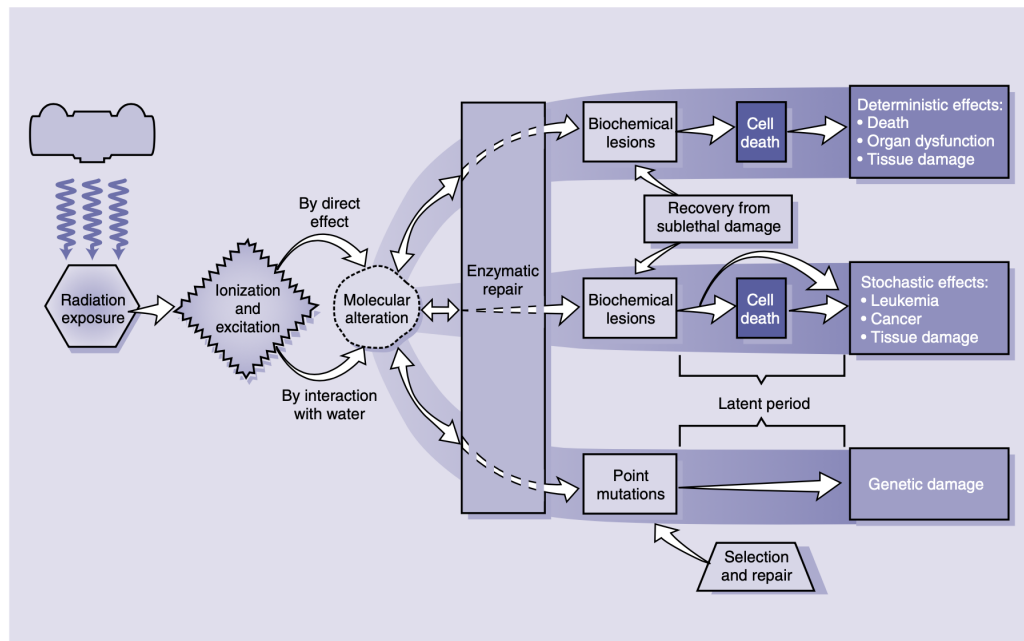 Radiation
exposure
Ionization
and
excitation
By direct
effect
By interaction
with water
Molecular
alteration
Enzymatic
repair
Biochemical
lesions
Cell
death
Deterministic effects:
• Death
• Organ dysfunction
• Tissue damage
Recovery from
sublethal damage
Biochemical
lesions
Cell
death
Stochastic effects:
• Leukemia
• Cancer
• Tissue damage
Latent period
Point
mutations
Genetic damage
Selection
and repair